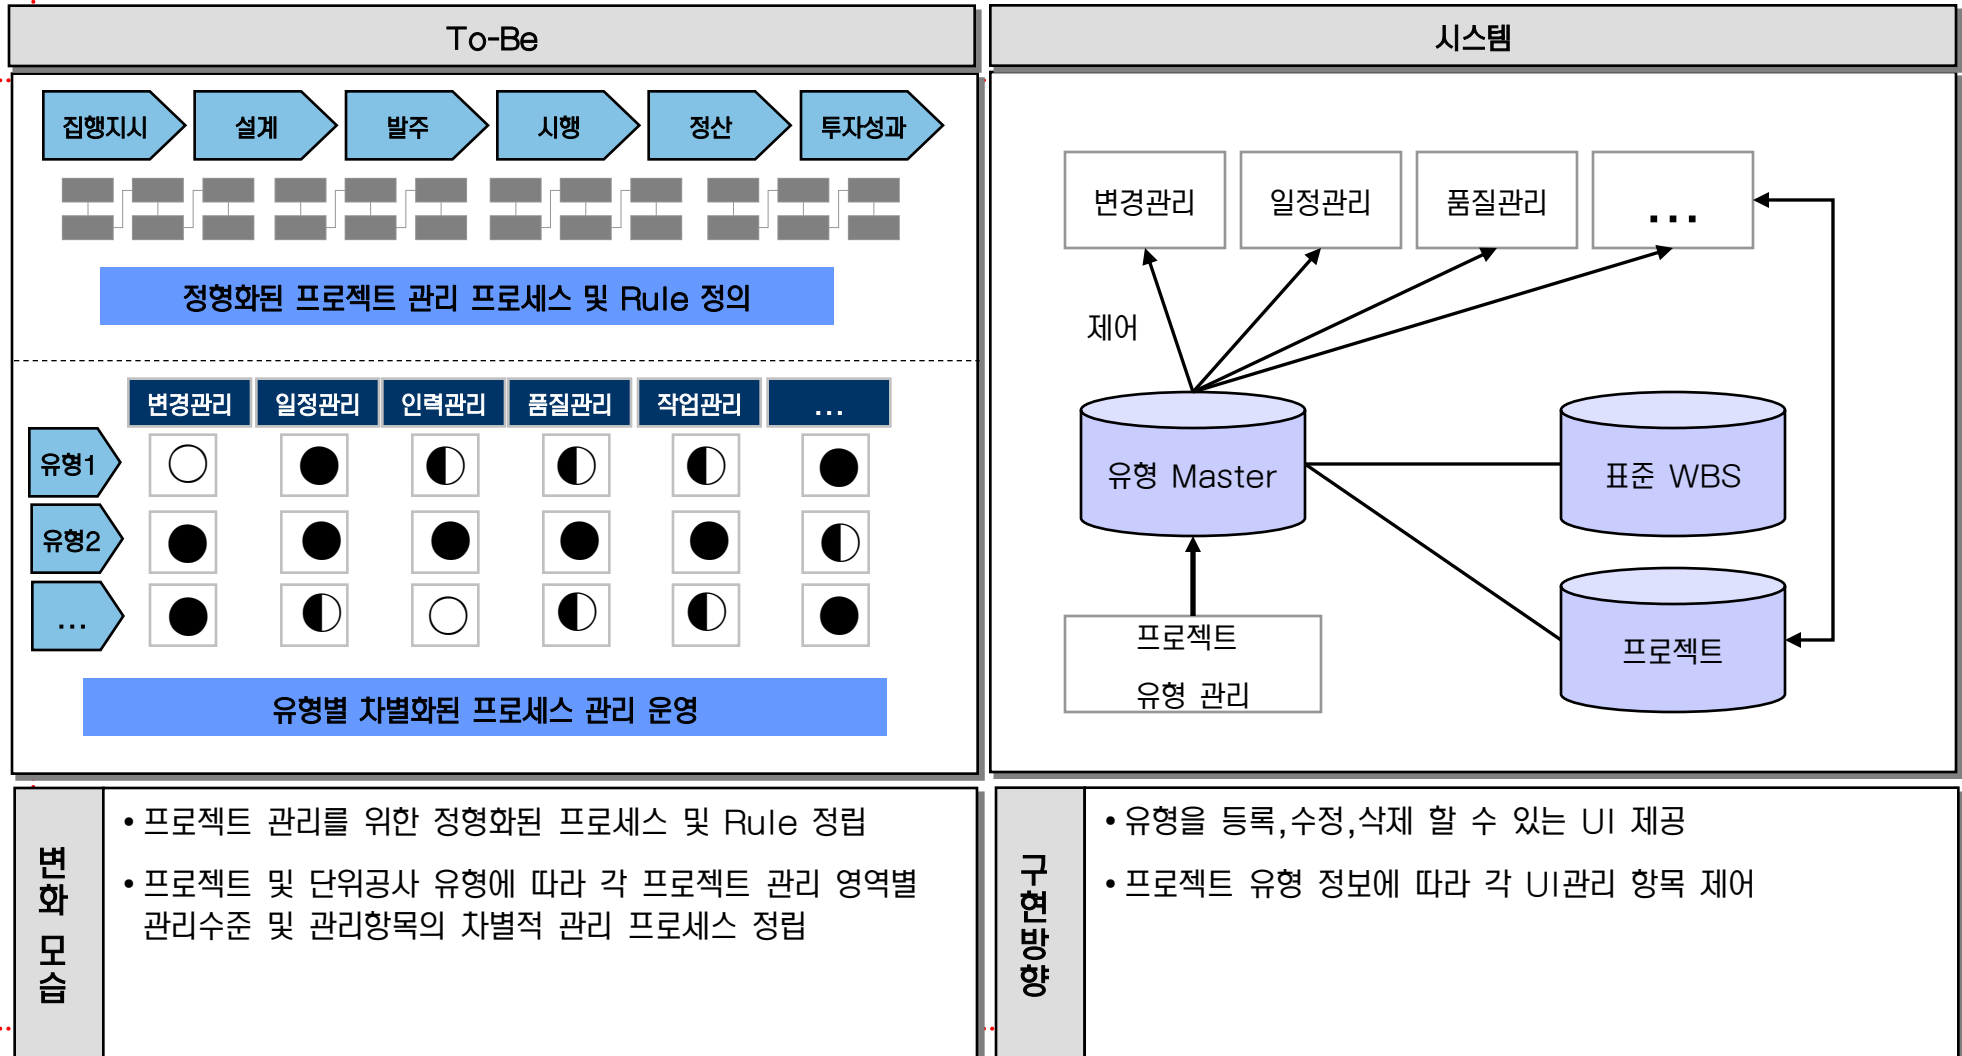 To-Be
집행지시
설계
발주
시행
정산
투자성과
정형화된 프로젝트 관리 프로세스 및 Rule 정의
변경관리
일정관리
인력관리
품질관리
작업관리
...
유형1
유형2
...
유형별 차별화된 프로세스 관리 운영
시스템
변경관리
일정관리
품질관리
...
제어
유형 Master
표준 WBS
프로젝트
유형 관리
프로젝트
변화 모습
• 프로젝트 관리를 위한 정형화된 프로세스 및 Rule 정립
• 프로젝트 및 단위공사 유형에 따라 각 프로젝트 관리 영역별
관리수준 및 관리항목의 차별적 관리 프로세스 정립
구현방향
• 유형을 등록,수정,삭제 할 수 있는 UI 제공
• 프로젝트 유형 정보에 따라 각 UI관리 항목 제어